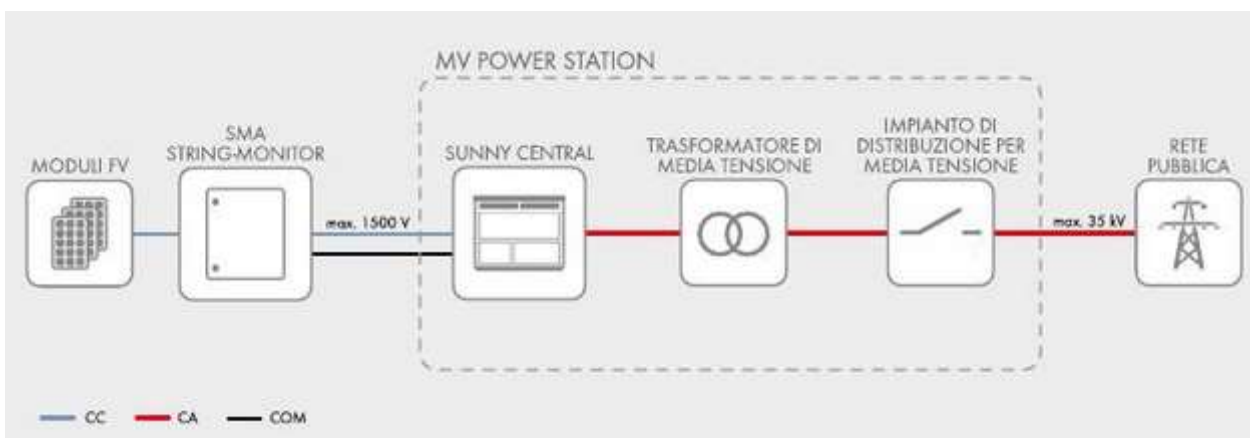 MV POWER STATION
MODULI FV
SMA
STRING-MONITOR
max. 1500 V
SUNNY CENTRAL
TRASFORMATORE DI
MEDIA TENSIONE
IMPIANTO DI
DISTRIBUZIONE PER
MEDIA TENSIONE
max. 35 kV
RETE
PUBBLICA
CC
CA
COM